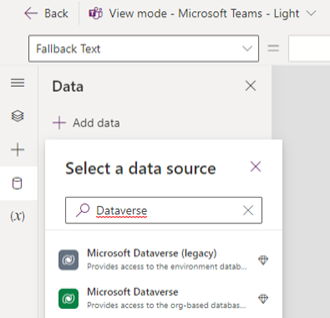 Back
View mode - Microsoft Teams - Light
Fallback Text
=
Data
Add data
Select a data source
Dataverse
Microsoft Dataverse (legacy)
Provides access to the environment datab...
Microsoft Dataverse
Provides access to the org-based databas...
(x)